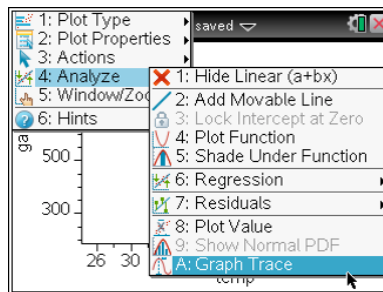 1: Plot Type
saved
2: Plot Properties
3: Actions
4: Analyze
1: Hide Linear (a+bx)
5: Window/Zoo
2: Add Movable Line
6: Hints
3: Lock Intercept at Zero
4: Plot Function
5: Shade Under Function
6: Regression
7: Residuals
8: Plot Value
9: Show Normal PDF
A: Graph Trace
ga
500
300
26 30
temp